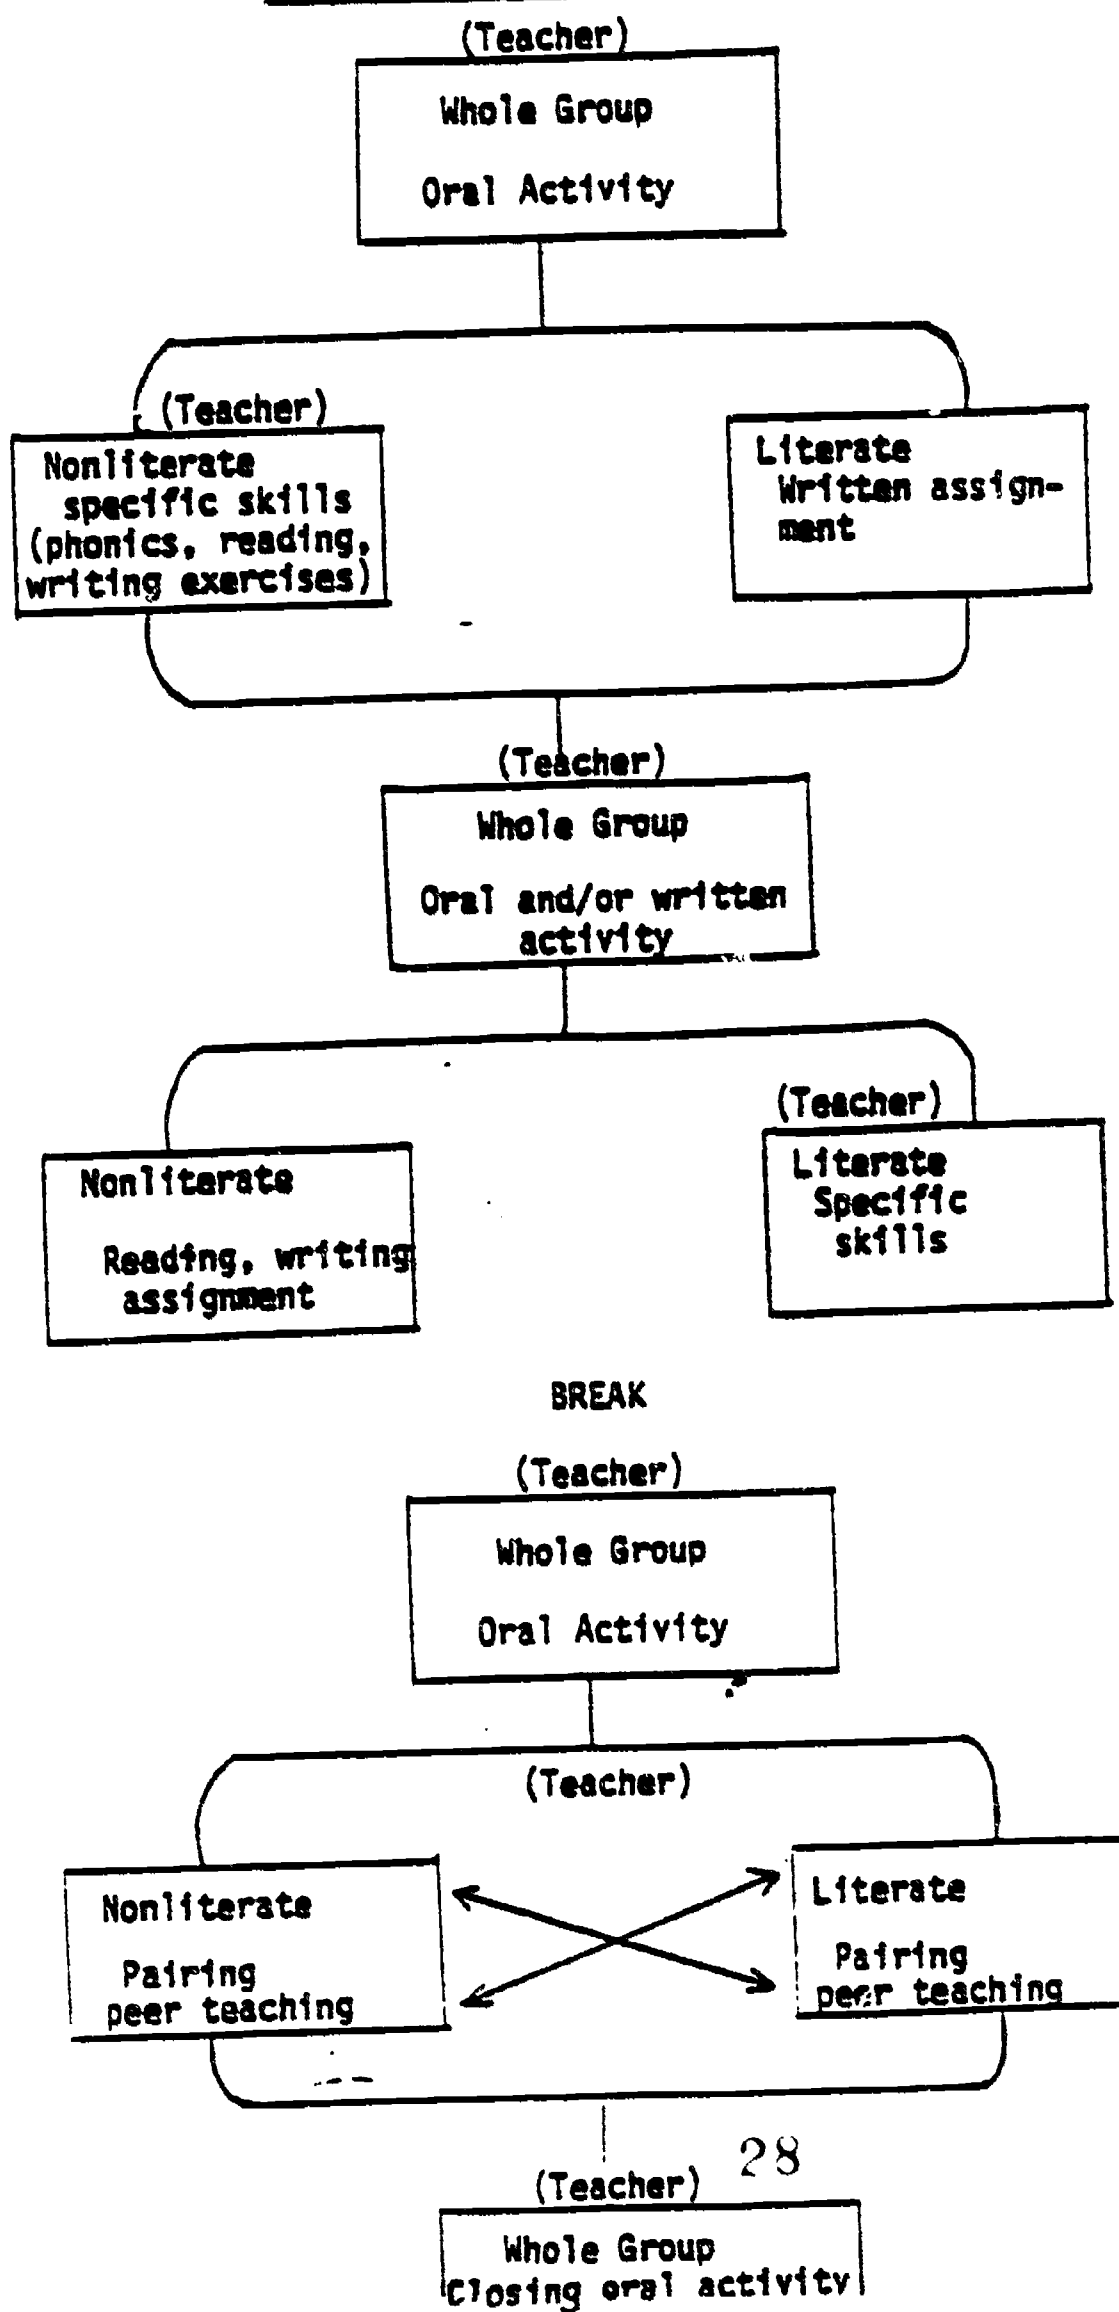 (Teacher)
Whole Group
Oral Activity
(Teacher)
Nonliterate
specific skills
(phonics, reading,
writing exercises)
Literate
Written assign-
ment
(Teacher)
Whole Group
Oral and/or written
activity
Nonliterate
Reading, writing
assignment
(Teacher)
Literate
Specific
skills
BREAK
(Teacher)
Whole Group
Oral Activity
(Teacher)
Nonliterate
Pairing
peer teaching
Literate
Pairing
peer teaching
28
(Teacher)
Whole Group
Closing oral activity